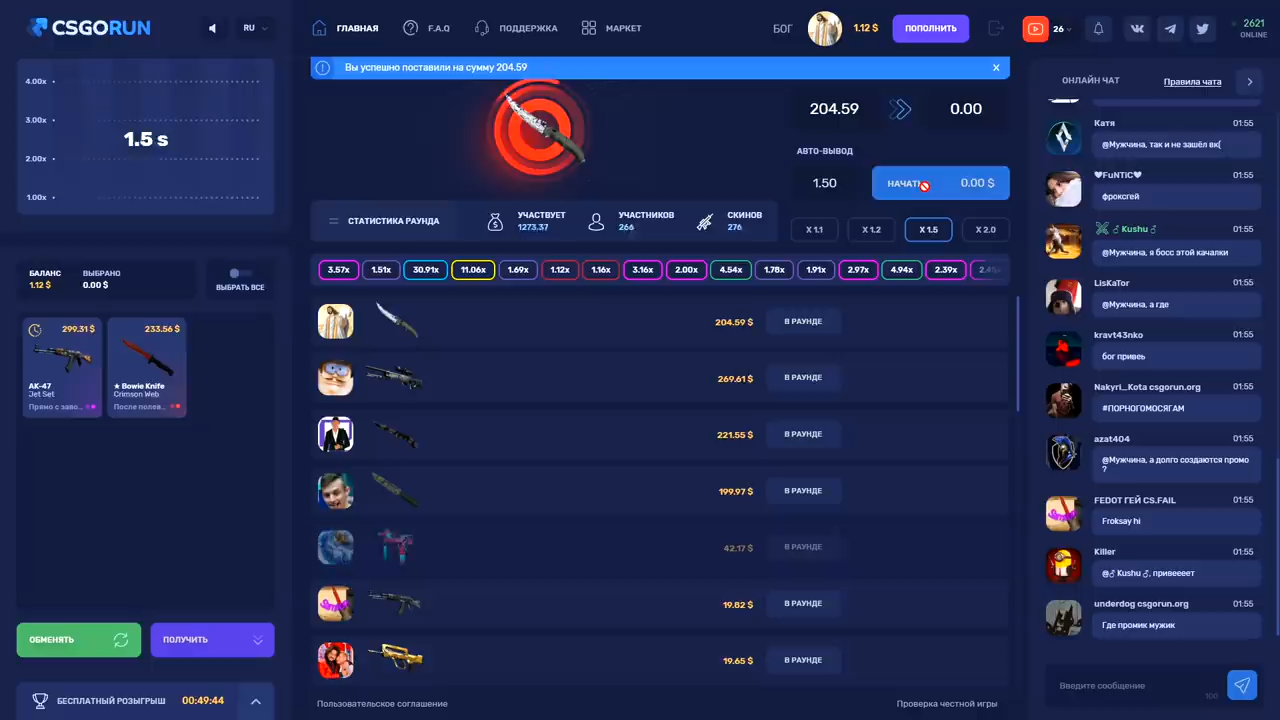 CSGORUN
RU
ГЛАВНАЯ
F.A.Q
ПОДДЕРЖКА
МАРКЕТ
БОГ
1.12 $
ПОПОЛНИТЬ
26
2621
ONLINE
4.00x
3.00x
2.00x
1.00x
1.5 s
Вы успешно поставили на сумму 204.59
204.59
0.00
АВТО-ВЫВОД
1.50
НАЧАТЬ
0.00 $
СТАТИСТИКА РАУНДА
УЧАСТВУЕТ
1273.37
УЧАСТНИКОВ
266
СКИНОВ
276
X 1.1
X 1.2
X 1.5
X 2.0
3.57x
1.51x
30.91x
11.06x
1.69x
1.12x
1.16x
3.16x
2.00x
4.54x
1.78x
1.91x
2.97x
4.94x
2.39x
БАЛАНС
1.12 $
ВЫБРАНО
0.00 $
ВЫБРАТЬ ВСЕ
299.31 $
AK-47
Jet Set
Прямо с заво...
233.56 $
★ Bowie Knife
Crimson Web
После полев...
ОБМЕНЯТЬ
ПОЛУЧИТЬ
БЕСПЛАТНЫЙ РОЗЫГРЫШ
00:49:44
204.59 $
В РАУНДЕ
269.61 $
В РАУНДЕ
221.55 $
В РАУНДЕ
199.97 $
В РАУНДЕ
42.17 $
В РАУНДЕ
19.82 $
В РАУНДЕ
19.65 $
В РАУНДЕ
Пользовательское соглашение
Проверка честной игры
ОНЛАЙН ЧАТ
Правила чата
Катя 01:55
@Мужчина, так и не зашёл вк(
♥FuNTiC♥ 01:55
фроксгей
♂ Kushu ♂ 01:55
@Мужчина, я босс этой качалки
LisKaTor 01:55
@Мужчина, а где
kravt43nko 01:55
бог привеь
Nakyri_Kota csgorun.org 01:55
#ПОРНОГОМОСЯГАМ
azat404 01:55
@Мужчина, а долго создаются промо
?
FEDOT ГЕЙ CS.FAIL 01:55
Froksay hi
Killer 01:55
@♂ Kushu ♂, привеееет
underdog csgorun.org 01:55
Где промик мужик
Введите сообщение
100